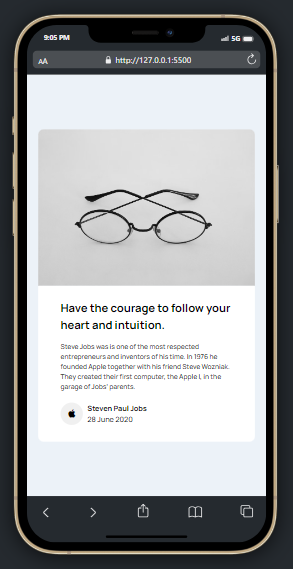 9:05 PM
5G
AA
http://127.0.0.1:5500
Have the courage to follow your
heart and intuition.
Steve Jobs was is one of the most respected
entrepreneurs and inventors of his time. In 1976 he
founded Apple together with his friend Steve Wozniak.
They created their first computer, the Apple I, in the
garage of Jobs' parents.
Steven Paul Jobs
28 June 2020